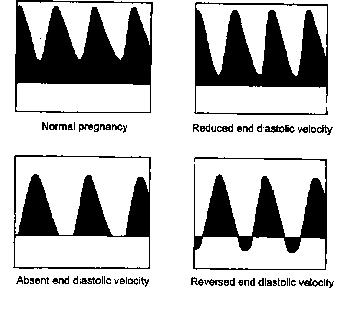 Normal pregnancy
Reduced end diastolic velocity
Absent end diastolic velocity
Reversed end diastolic velocity